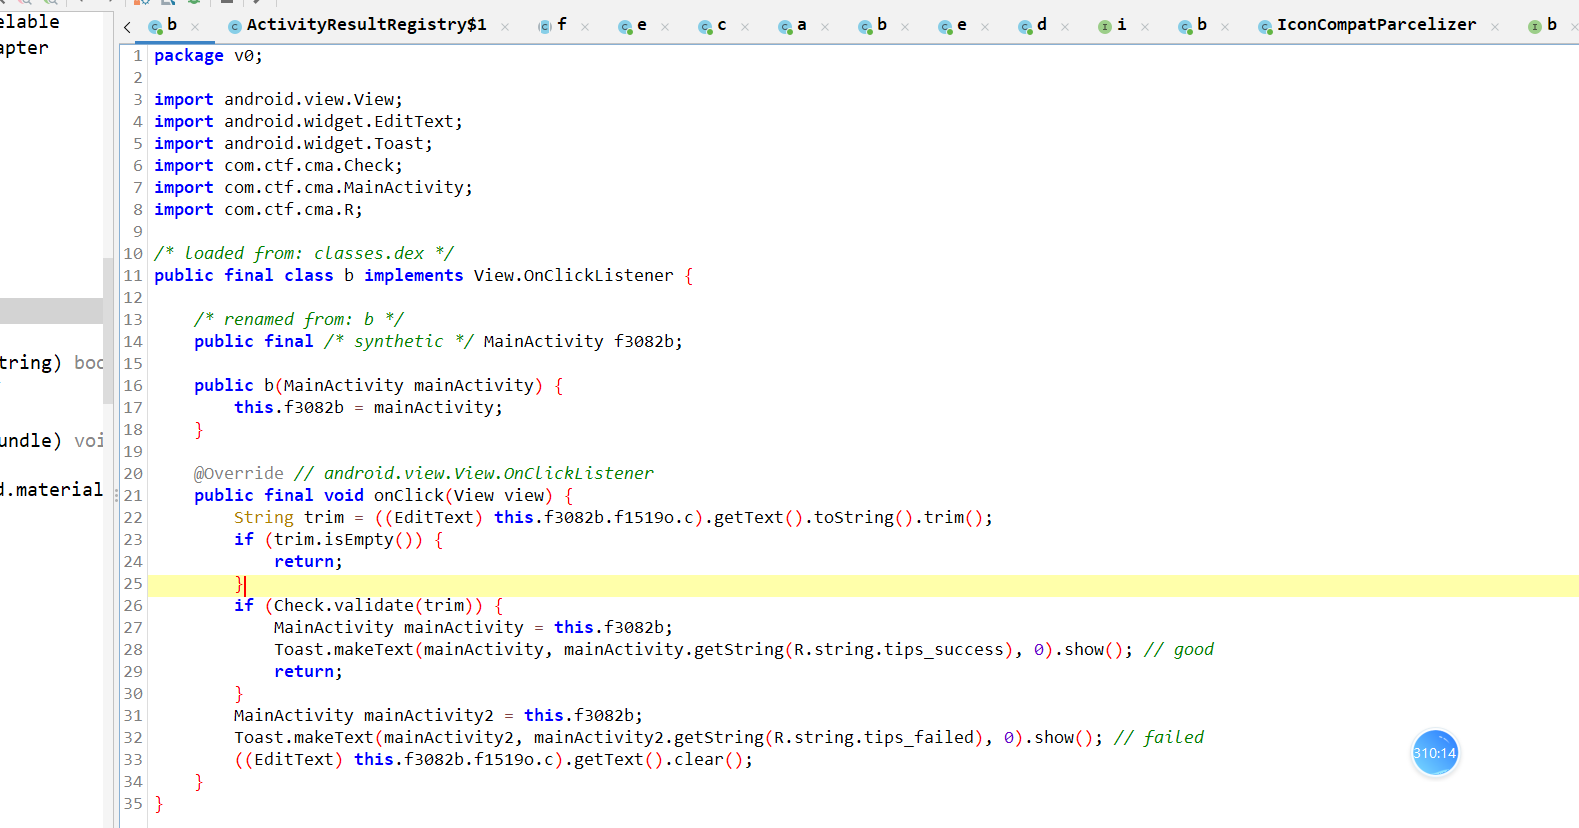 elable
apter
tring) boo
undle) voi
d.material
b ActivityResultRegistry$1 f e c a b e d i b IconCompatParcelizer b
1 package v0;
2
3 import android.view.View;
4 import android.widget.EditText;
5 import android.widget.Toast;
6 import com.ctf.cma.Check;
7 import com.ctf.cma.MainActivity;
8 import com.ctf.cma.R;
9
10 /* loaded from: classes.dex */
11 public final class b implements View.OnClickListener {
12
13 /* renamed from: b */
14 public final /* synthetic */ MainActivity f3082b;
15
16 public b(MainActivity mainActivity) {
17 this.f3082b = mainActivity;
18 }
19
20 @Override // android.view.View.OnClickListener
21 public final void onClick(View view) {
22 String trim = ((EditText) this.f3082b.f1519o.c).getText().toString().trim();
23 if (trim.isEmpty()) {
24 return;
25 }
26 if (Check.validate(trim)) {
27 MainActivity mainActivity = this.f3082b;
28 Toast.makeText(mainActivity, mainActivity.getString(R.string.tips_success), 0).show(); // good
29 return;
30 }
31 MainActivity mainActivity2 = this.f3082b;
32 Toast.makeText(mainActivity2, mainActivity2.getString(R.string.tips_failed), 0).show(); // failed
33 ((EditText) this.f3082b.f1519o.c).getText().clear();
34 }
35 }
310:14